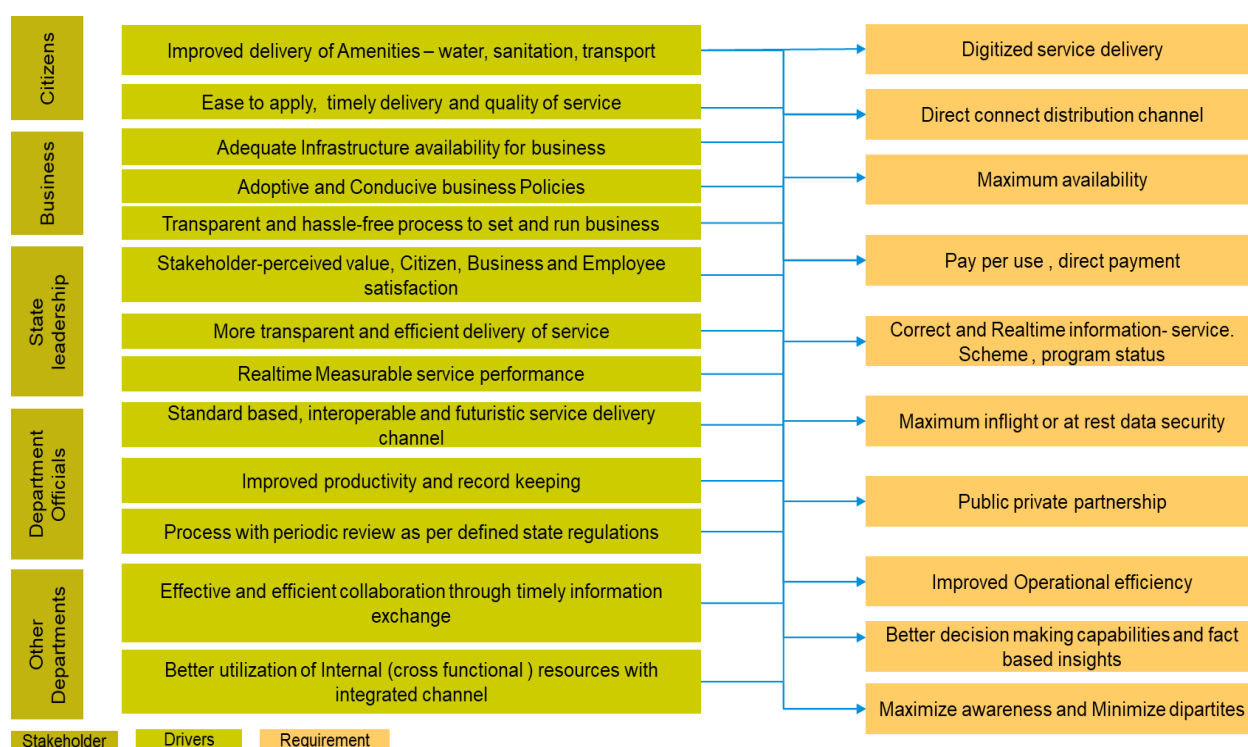 Citizens
Improved delivery of Amenities – water, sanitation, transport
Ease to apply, timely delivery and quality of service
Business
Adequate Infrastructure availability for business
Adoptive and Conducive business Policies
Transparent and hassle-free process to set and run business
State
leadership
Stakeholder-perceived value, Citizen, Business and Employee
satisfaction
More transparent and efficient delivery of service
Realtime Measurable service performance
Department
Officials
Standard based, interoperable and futuristic service delivery
channel
Improved productivity and record keeping
Process with periodic review as per defined state regulations
Other
Departments
Effective and efficient collaboration through timely information
exchange
Better utilization of Internal (cross functional ) resources with
integrated channel
Digitized service delivery
Direct connect distribution channel
Maximum availability
Pay per use , direct payment
Correct and Realtime information- service.
Scheme , program status
Maximum inflight or at rest data security
Public private partnership
Improved Operational efficiency
Better decision making capabilities and fact
based insights
Maximize awareness and Minimize dipartites
Stakeholder
Drivers
Requirement